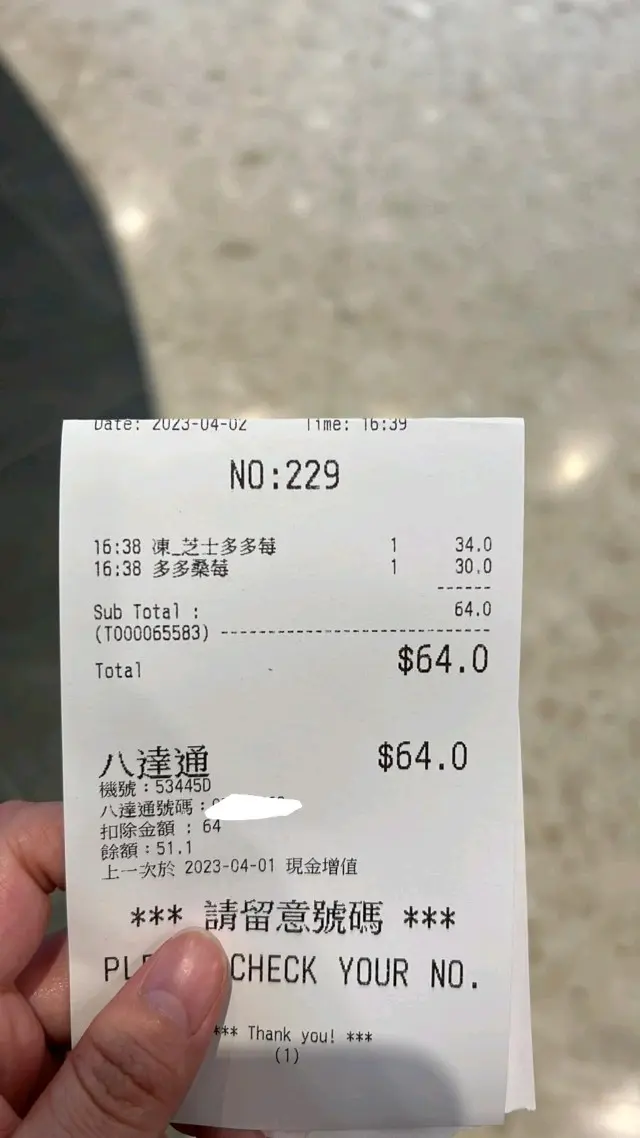 Date: 2023-04-02 Time: 16:39
NO:229
16:38 凍_芝士多多莓 1 34.0
16:38 多多桑莓 1 30.0
------
Sub Total : 64.0
(T000065583) ------------------------------
Total $64.0
八達通 $64.0
機號：53445D
八達通號碼：
扣除金額 : 64
餘額：51.1
上一次於 2023-04-01 現金增值
*** 請留意號碼 ***
CHECK YOUR NO.
*** Thank you! ***
(1)